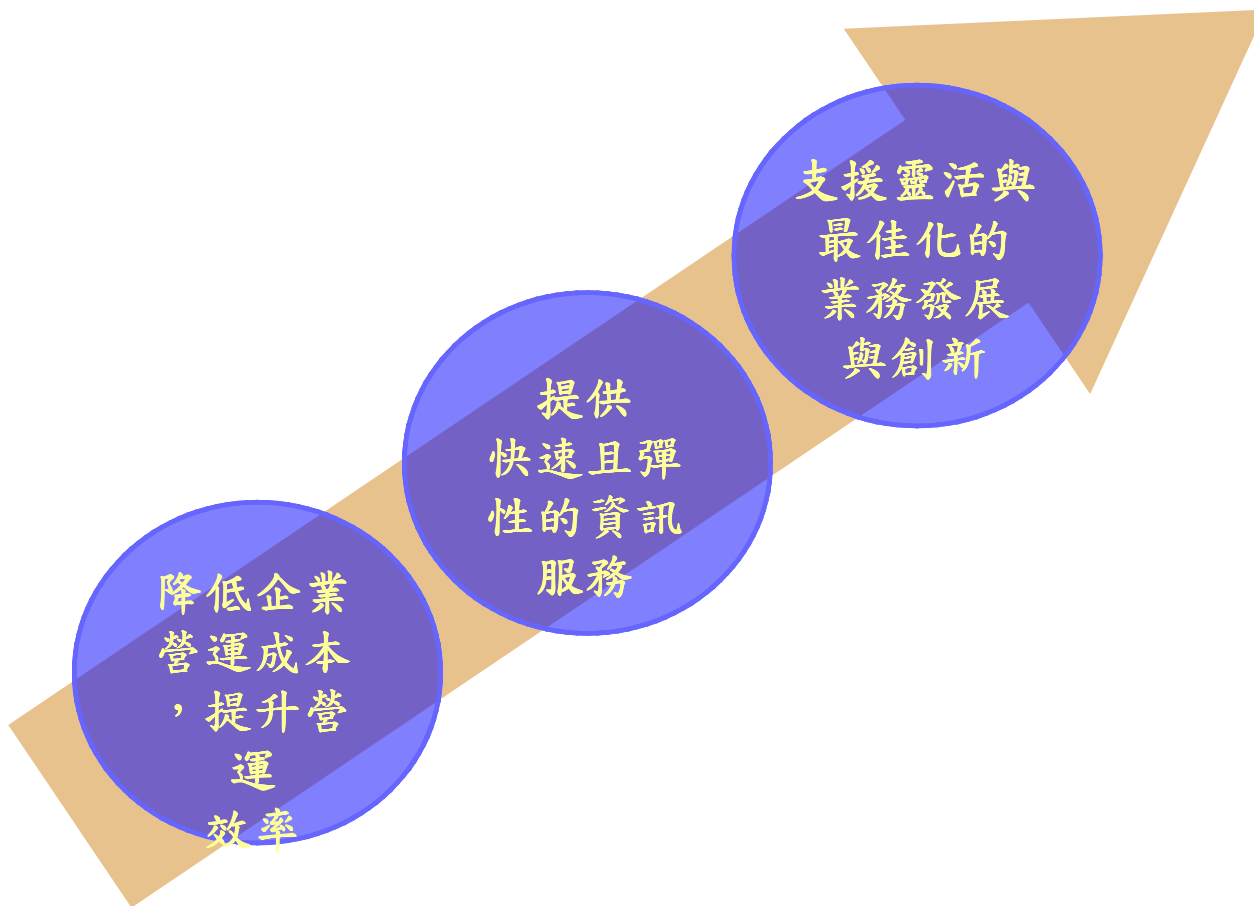 支援靈活與
最佳化的
業務發展
與創新
提供
快速且彈
性的資訊
服務
降低企業
營運成本
，提升營
運
效率